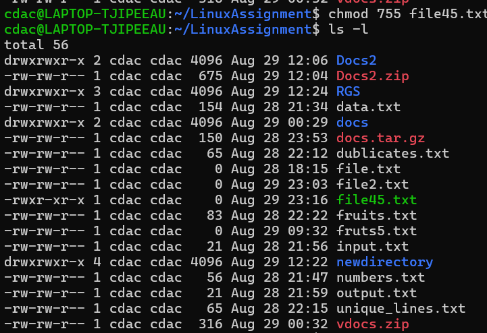 cdac@LAPTOP-TJIPEEAU:~/LinuxAssignment$ chmod 755 file45.txt
cdac@LAPTOP-TJIPEEAU:~/LinuxAssignment$ ls -l
total 56
drwxrwxr-x 2 cdac cdac 4096 Aug 29 12:06 Docs2
-rw-rw-r-- 1 cdac cdac 675 Aug 29 12:04 Docs2.zip
drwxrwxr-x 3 cdac cdac 4096 Aug 29 12:24 RGS
-rw-rw-r-- 1 cdac cdac 154 Aug 28 21:34 data.txt
drwxrwxr-x 2 cdac cdac 4096 Aug 29 00:29 docs
-rw-rw-r-- 1 cdac cdac 150 Aug 28 23:53 docs.tar.gz
-rw-rw-r-- 1 cdac cdac 65 Aug 28 22:12 dublicates.txt
-rw-rw-r-- 1 cdac cdac 0 Aug 28 18:15 file.txt
-rw-rw-r-- 1 cdac cdac 0 Aug 29 23:03 file2.txt
-rwxr-xr-x 1 cdac cdac 0 Aug 29 23:16 file45.txt
-rw-rw-r-- 1 cdac cdac 83 Aug 28 22:22 fruits.txt
-rw-rw-r-- 1 cdac cdac 0 Aug 29 09:32 fruts5.txt
-rw-rw-r-- 1 cdac cdac 21 Aug 28 21:56 input.txt
drwxrwxr-x 4 cdac cdac 4096 Aug 29 12:22 newdirectory
-rw-rw-r-- 1 cdac cdac 56 Aug 28 21:47 numbers.txt
-rw-rw-r-- 1 cdac cdac 21 Aug 28 21:59 output.txt
-rw-rw-r-- 1 cdac cdac 65 Aug 28 22:15 unique_lines.txt
-rw-rw-r-- 1 cdac cdac 316 Aug 29 00:32 vdocs.zip